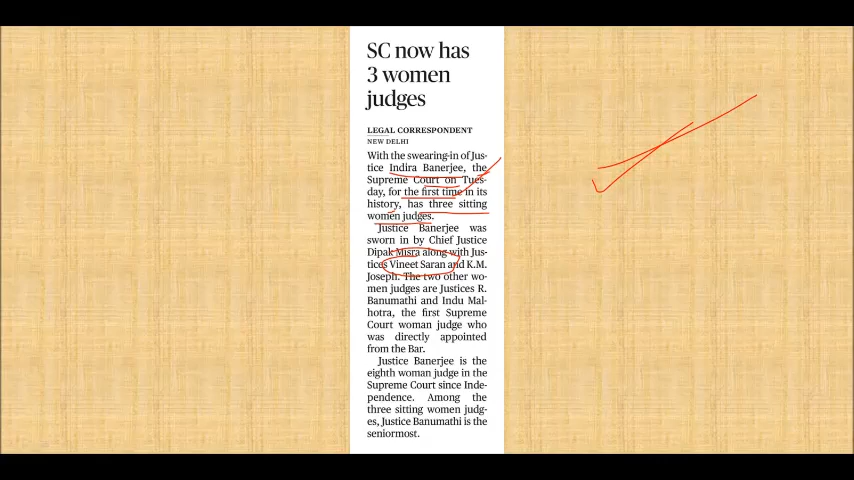 SC now has
3 women
judges
LEGAL CORRESPONDENT
NEW DELHI
With the swearing-in of Jus-
tice Indira Banerjee, the
Supreme Court on Tues-
day, for the first time in its
history, has three sitting
women judges.
Justice Banerjee was
sworn in by Chief Justice
Dipak Misra along with Jus-
tices Vineet Saran and K.M.
Joseph. The two other wo-
men judges are Justices R.
Banumathi and Indu Mal-
hotra, the first Supreme
Court woman judge who
was directly appointed
from the Bar.
Justice Banerjee is the
eighth woman judge in the
Supreme Court since Inde-
pendence. Among the
three sitting women judg-
es, Justice Banumathi is the
seniormost.